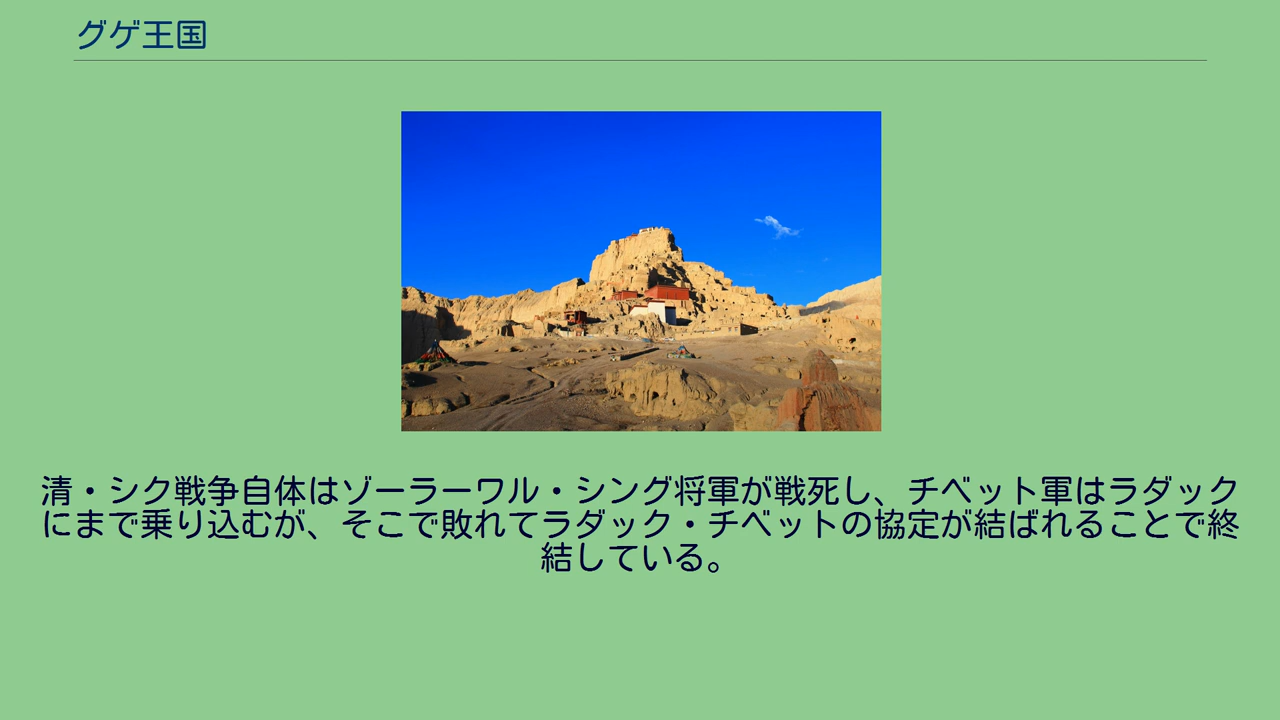 グゲ王国
清・シク戦争自体はゾーラーワル・シング将軍が戦死し、チベット軍はラダック
にまで乗り込むが、そこで敗れてラダック・チベットの協定が結ばれることで終
結している。